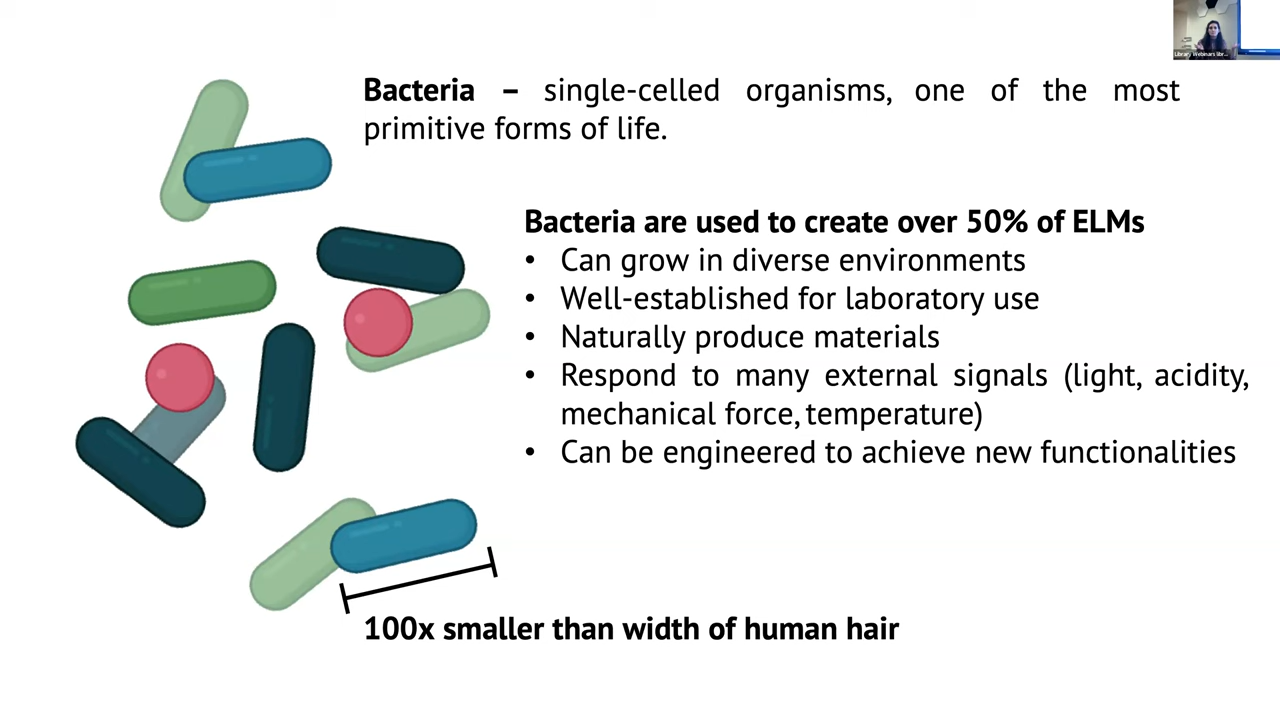 Library Webinars libr...
Bacteria – single-celled organisms, one of the most
primitive forms of life.
Bacteria are used to create over 50% of ELMs
• Can grow in diverse environments
• Well-established for laboratory use
• Naturally produce materials
• Respond to many external signals (light, acidity,
mechanical force, temperature)
• Can be engineered to achieve new functionalities
100x smaller than width of human hair